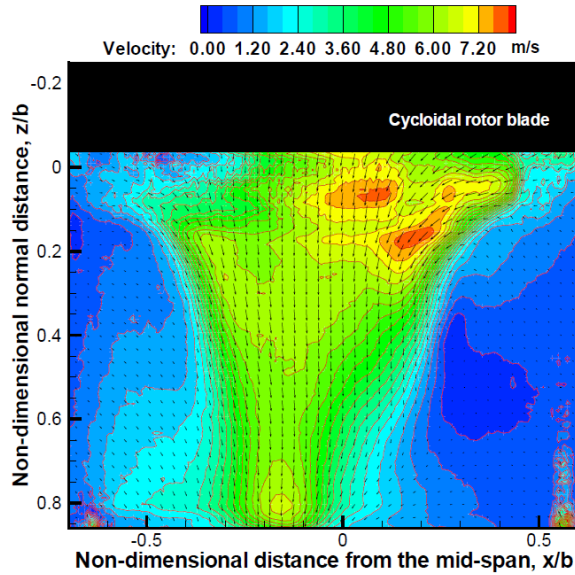 Velocity: 0.00 1.20 2.40 3.60 4.80 6.00 7.20 m/s
Non-dimensional normal distance, z/b
-0.2
Cycloidal rotor blade
0
0.2
0.4
0.6
0.8
-0.5 0 0.5
Non-dimensional distance from the mid-span, x/b